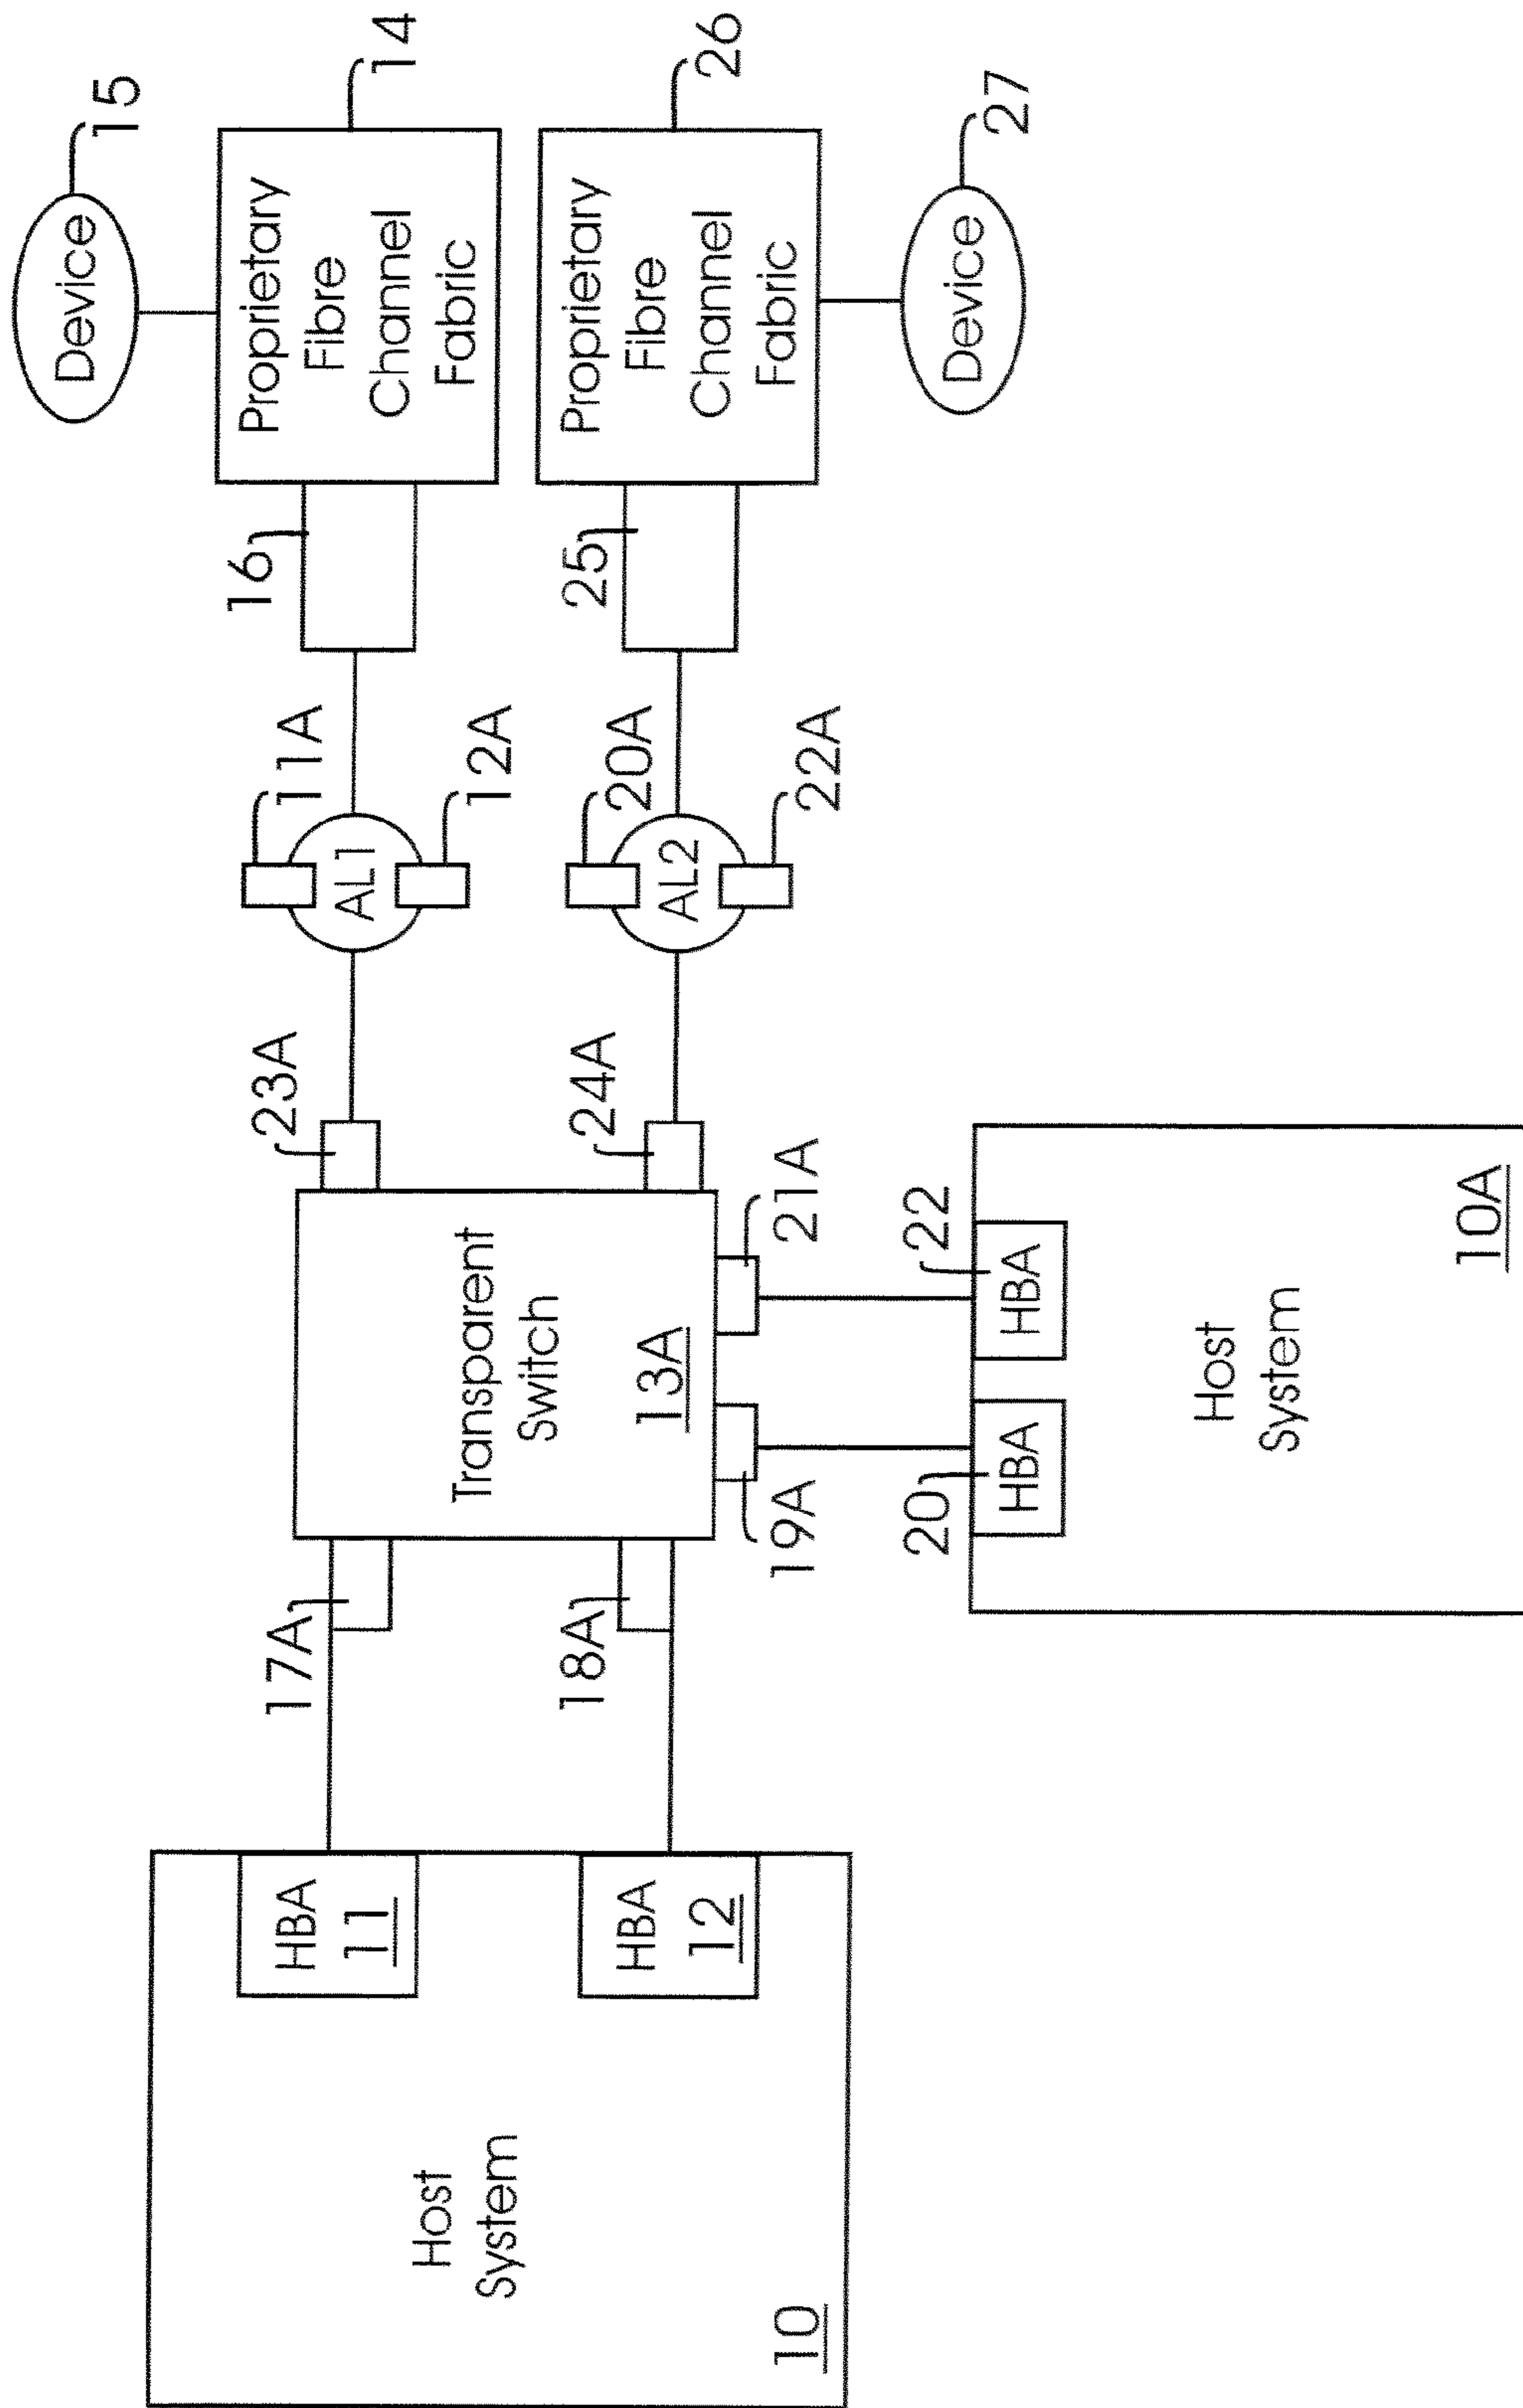 Host
System
10
HBA
11
HBA
12
17A
18A
Transparent
Switch
13A
19A
21A
23A
24A
20
HBA
22
HBA
Host
System
10A
11A
AL1
12A
20A
AL2
22A
16
25
Proprietary
Fibre
Channel
Fabric
14
Device
15
Proprietary
Fibre
Channel
Fabric
26
Device
27